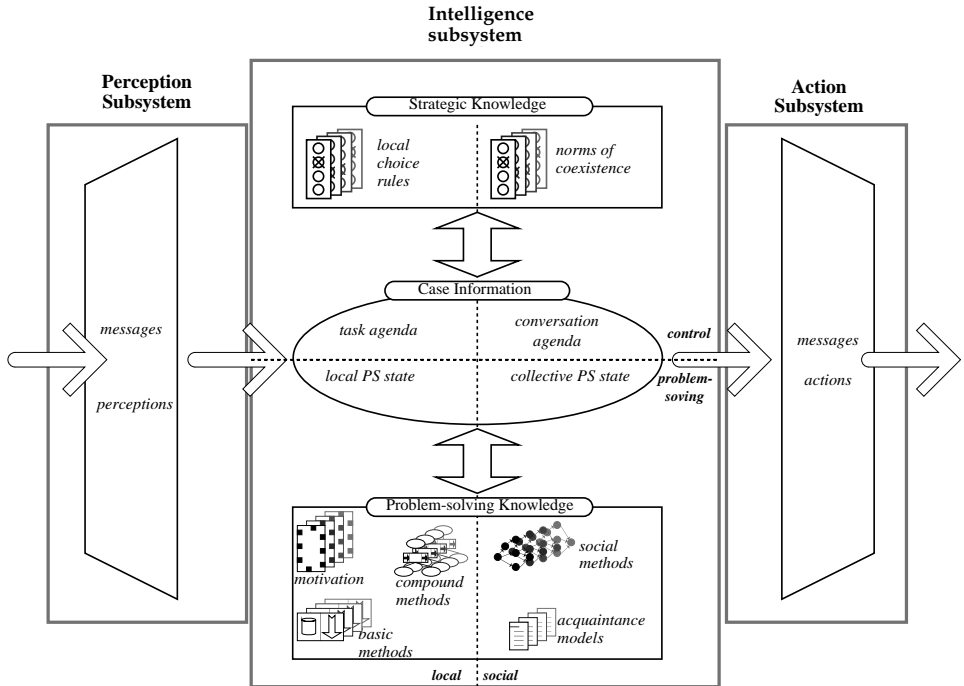 Intelligence
subsystem
Perception
Subsystem
Action
Subsystem
Strategic Knowledge
local
choice
rules
norms of
coexistence
Case Information
task agenda
conversation
agenda
local PS state
collective PS state
control
problem-
soving
messages
perceptions
messages
actions
Problem-solving Knowledge
motivation
compound
methods
social
methods
basic
methods
acquaintance
models
local
social